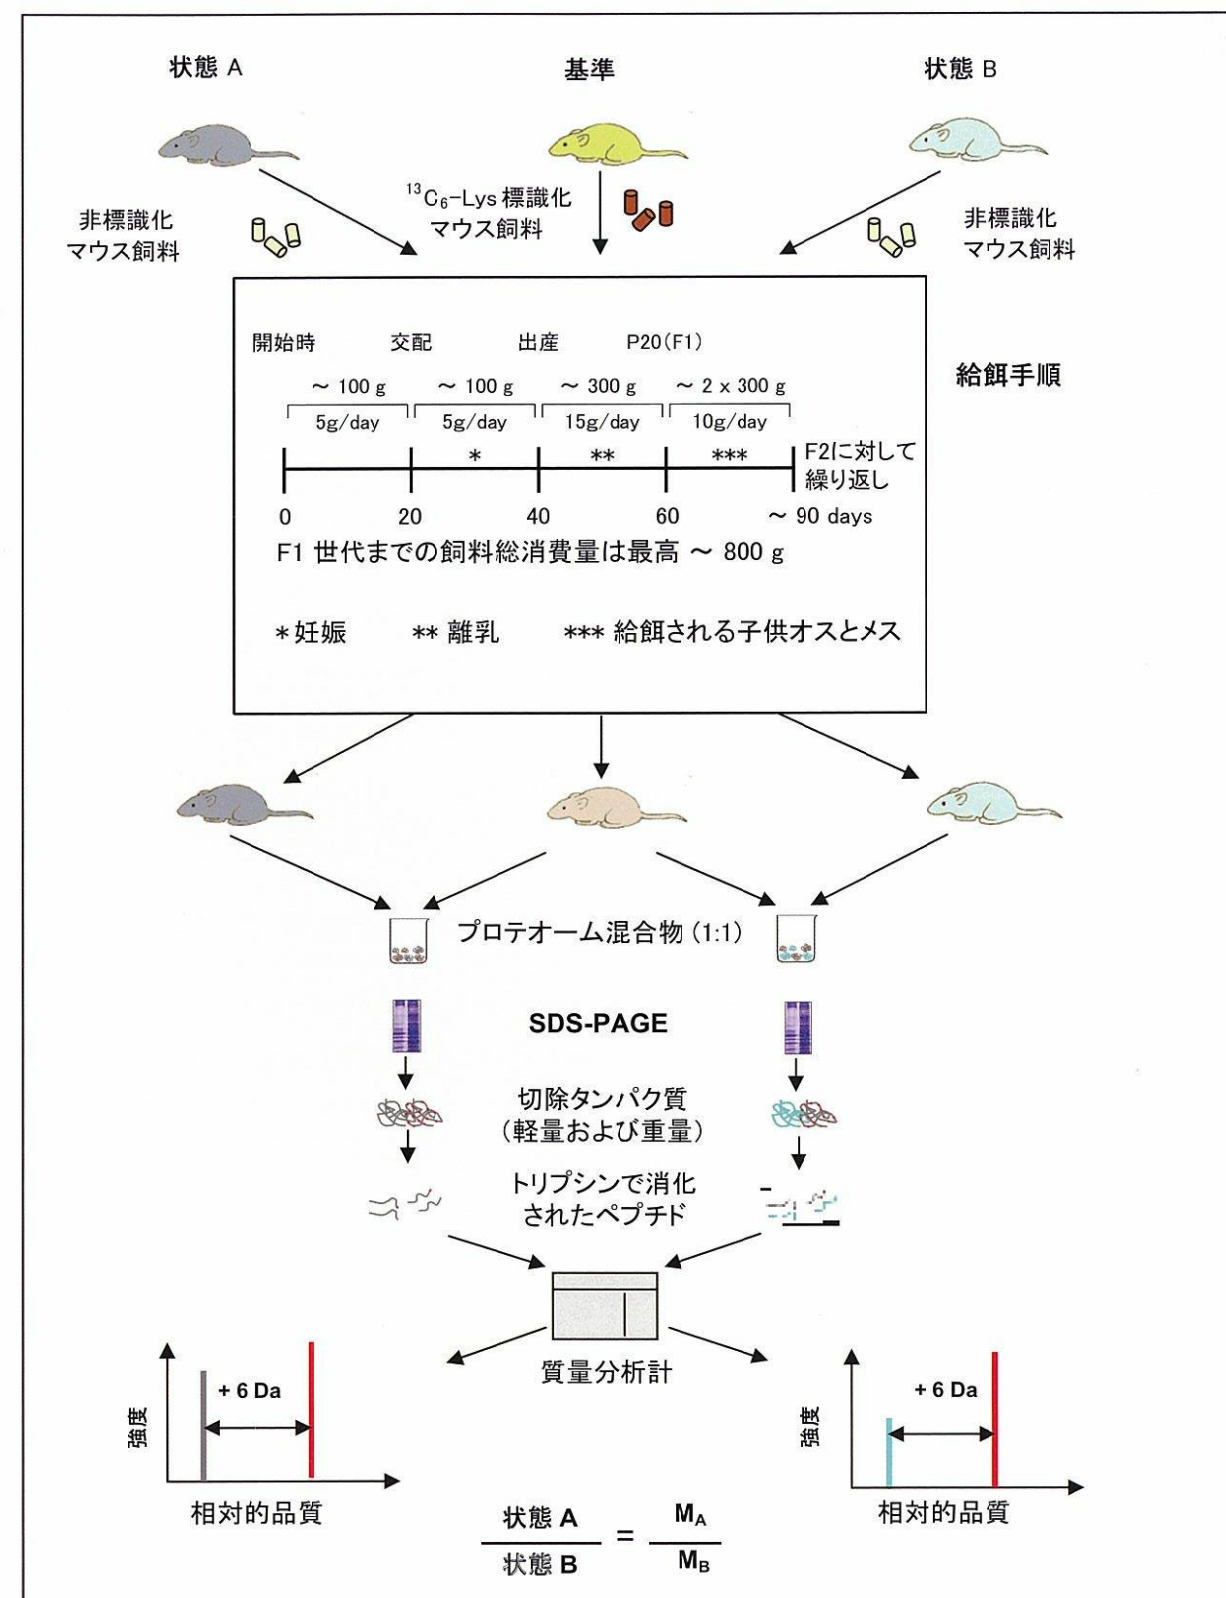 状態 A
基準
状態 B
非標識化
マウス飼料
¹³C₆-Lys 標識化
マウス飼料
非標識化
マウス飼料
開始時 交配 出産 P20(F1)
～ 100 g ～ 100 g ～ 300 g ～ 2 x 300 g
5g/day 5g/day 15g/day 10g/day
* ** ***
F2に対して
繰り返し
0 20 40 60 ～ 90 days
F1 世代までの飼料総消費量は最高 ～ 800 g
* 妊娠 ** 離乳 *** 給餌される子供オスとメス
給餌手順
プロテオーム混合物 (1:1)
SDS-PAGE
切除タンパク質
（軽量および重量）
トリプシンで消化
されたペプチド
質量分析計
+ 6 Da
強度
相対的品質
+ 6 Da
強度
相対的品質
状態 A
状態 B
=
M_A
M_B